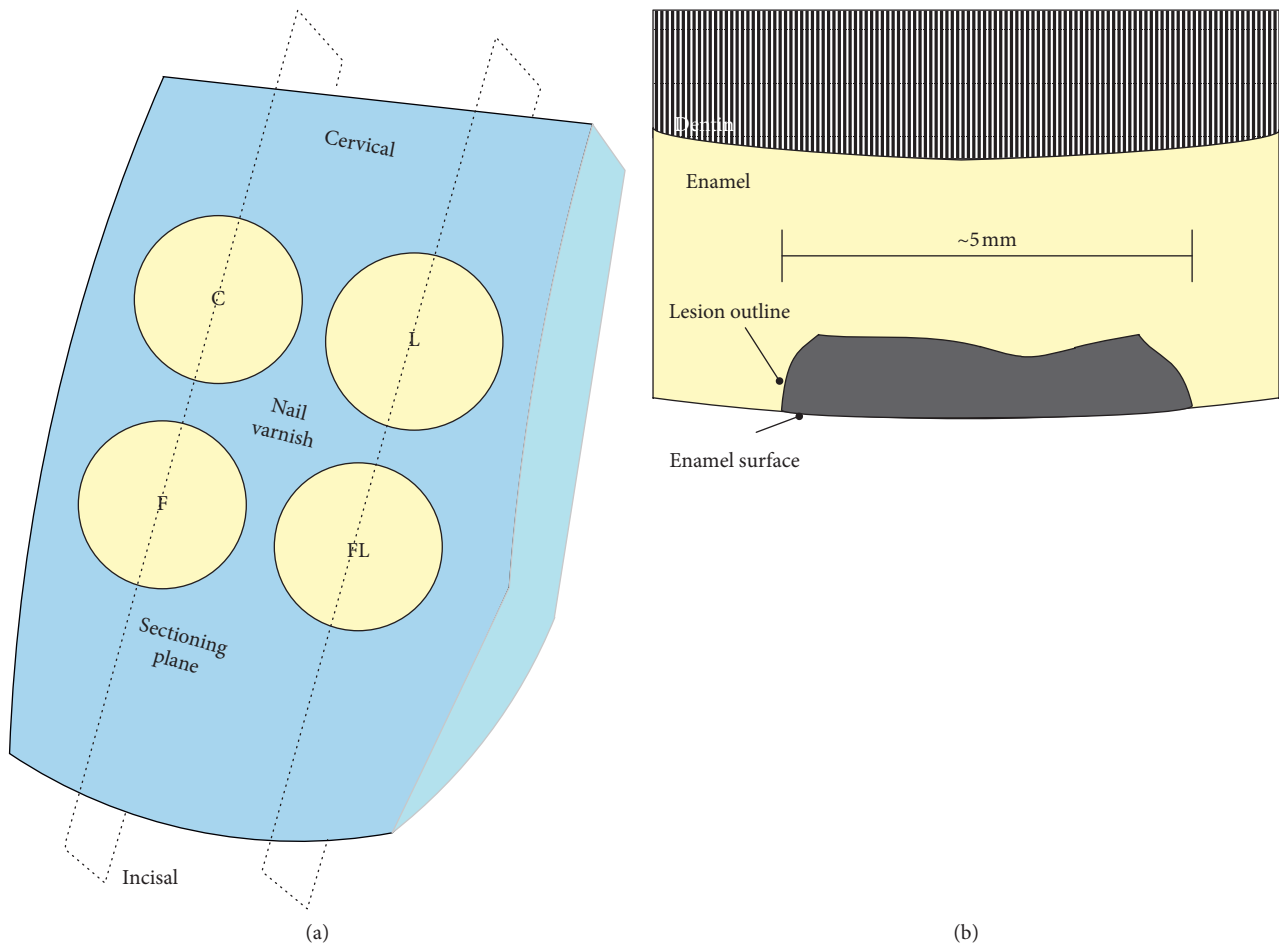 Cervical
C
L
Nail
varnish
F
FL
Sectioning
plane
Incisal
(a)
Dentin
Enamel
~5 mm
Lesion outline
Enamel surface
(b)